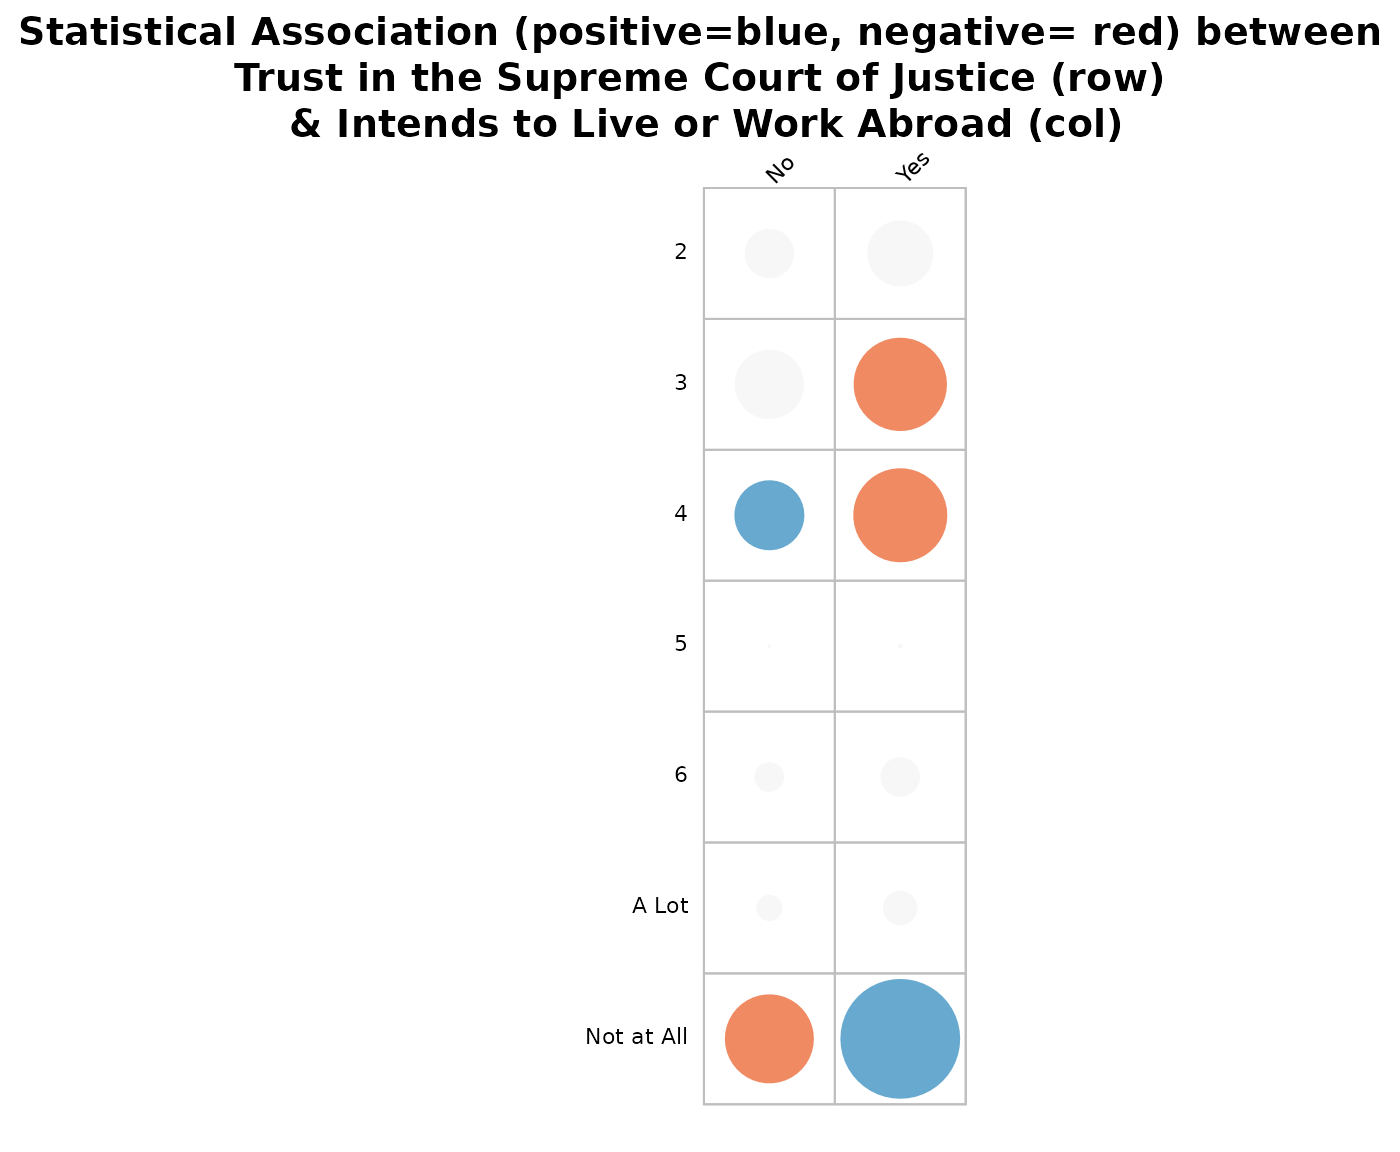 Statistical Association (positive=blue, negative= red) between
Trust in the Supreme Court of Justice (row)
& Intends to Live or Work Abroad (col)
No Yes
2
3
4
5
6
A Lot
Not at All